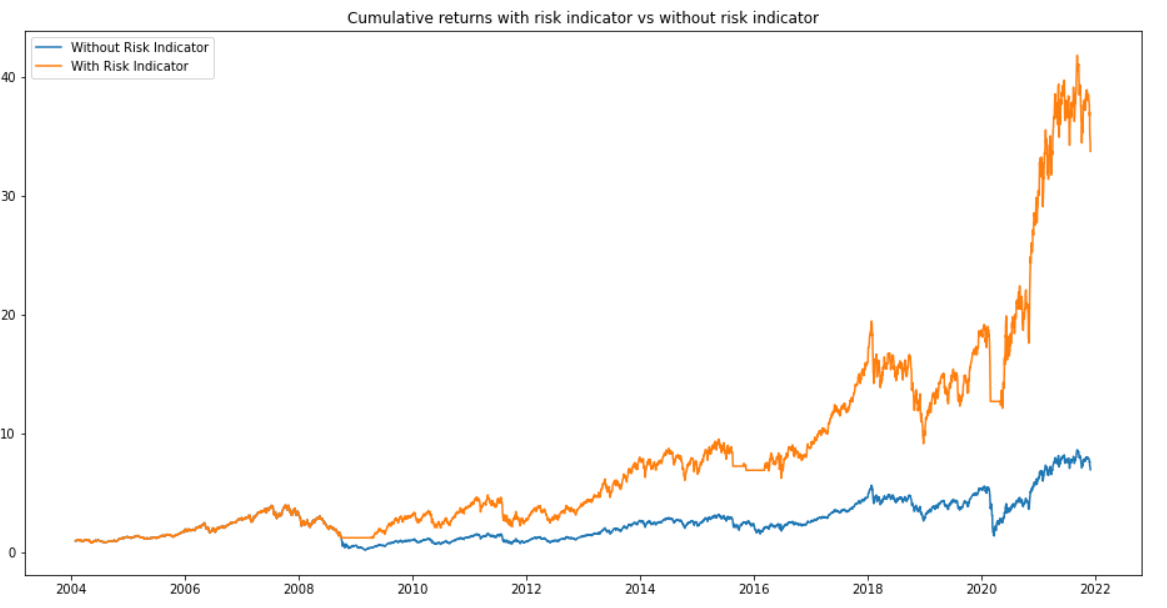 Cumulative returns with risk indicator vs without risk indicator
Without Risk Indicator
With Risk Indicator
40
30
20
10
0
2004 2006 2008 2010 2012 2014 2016 2018 2020 2022